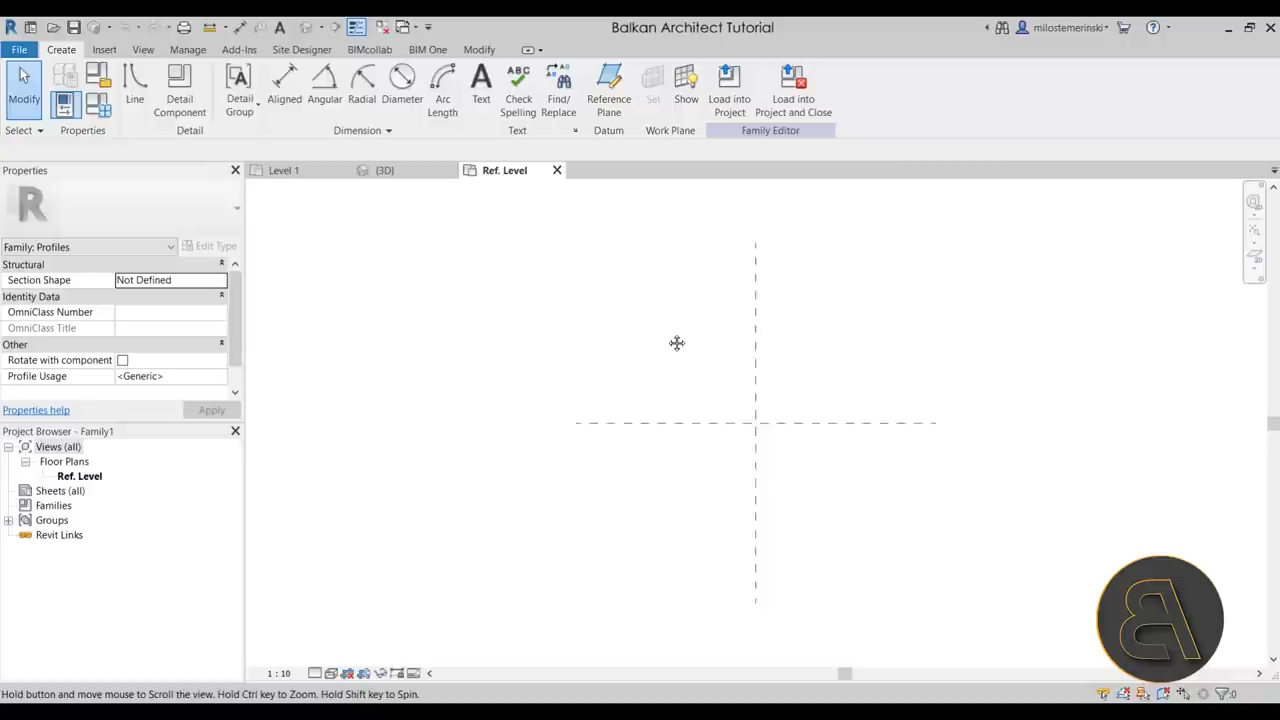 Balkan Architect Tutorial
milostemerinski
File Create Insert View Manage Add-Ins Site Designer BIMcollab BIM One Modify
Modify Line Detail Component Detail Group Aligned Angular Radial Diameter Arc Length Text Check Spelling Find/ Replace Reference Plane Set Show Load into Project Load into Project and Close
Select Properties Detail Dimension Text Datum Work Plane Family Editor
Properties
Level 1 {3D} Ref. Level
Family: Profiles Edit Type
Structural
Section Shape Not Defined
Identity Data
OmniClass Number
OmniClass Title
Other
Rotate with component
Profile Usage <Generic>
Properties help Apply
Project Browser - Family1
Views (all)
Floor Plans
Ref. Level
Sheets (all)
Families
Groups
Revit Links
1 : 10
Hold button and move mouse to Scroll the view. Hold Ctrl key to Zoom. Hold Shift key to Spin.
:0